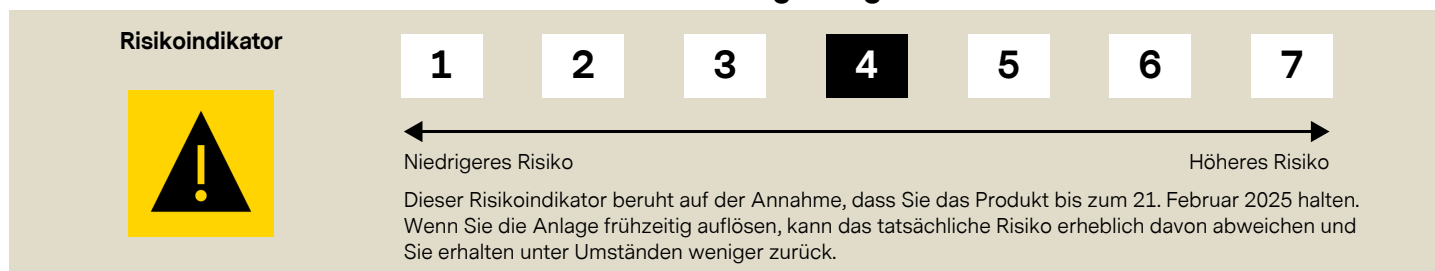 Risikoindikator
1 2 3 4 5 6 7
Niedrigeres Risiko Höheres Risiko
Dieser Risikoindikator beruht auf der Annahme, dass Sie das Produkt bis zum 21. Februar 2025 halten.
Wenn Sie die Anlage frühzeitig auflösen, kann das tatsächliche Risiko erheblich davon abweichen und
Sie erhalten unter Umständen weniger zurück.